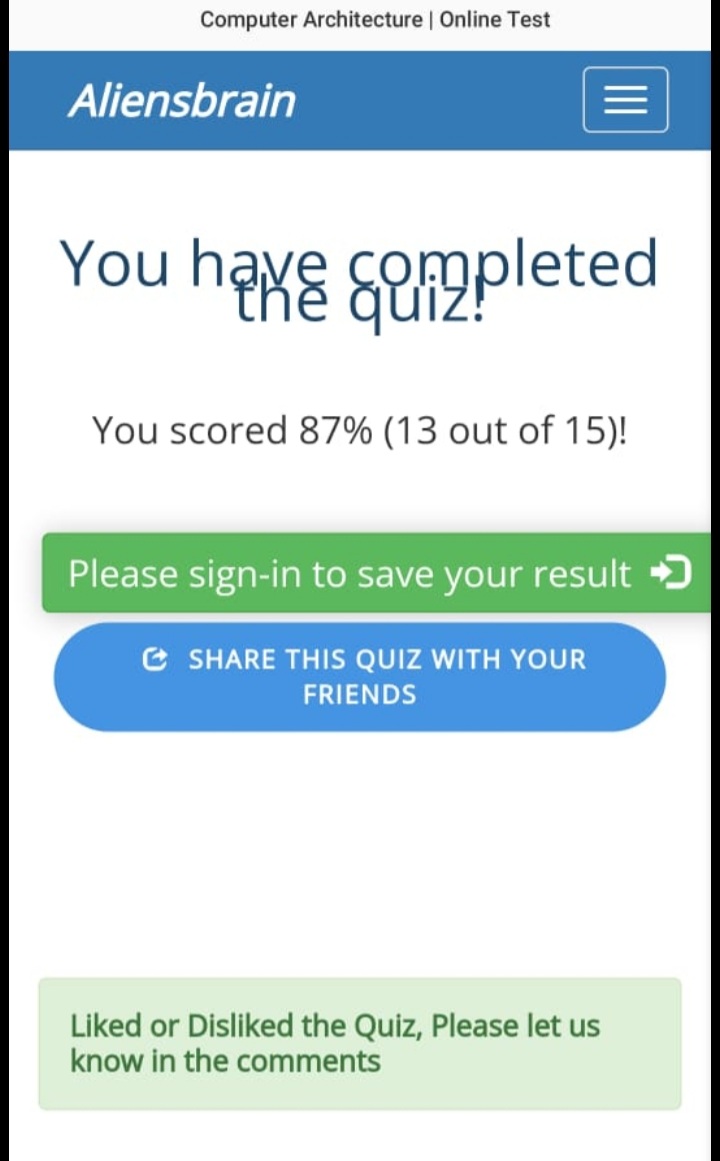 Computer Architecture | Online Test
Aliensbrain
You have completed
the quiz!
You scored 87% (13 out of 15)!
Please sign-in to save your result
SHARE THIS QUIZ WITH YOUR
FRIENDS
Liked or Disliked the Quiz, Please let us
know in the comments